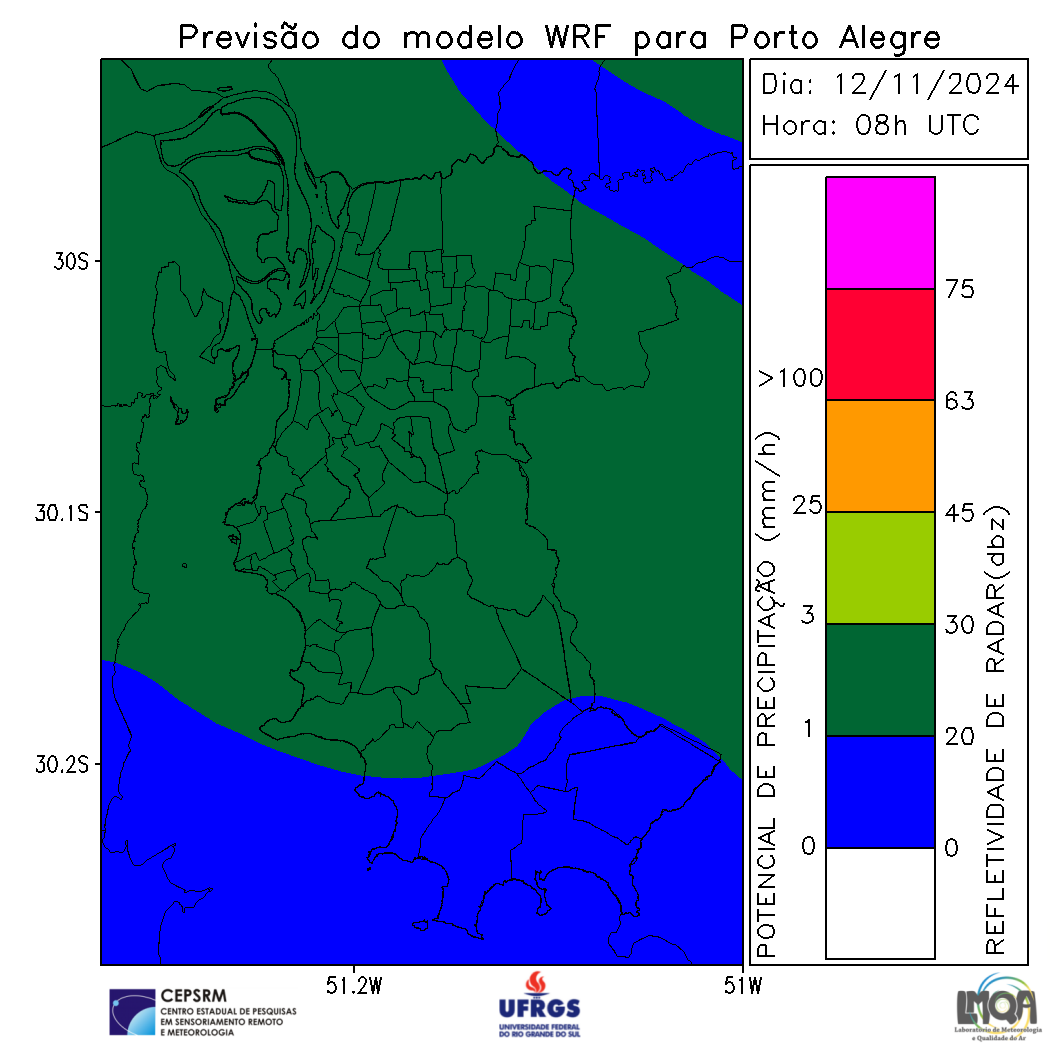 Previsão do modelo WRF para Porto Alegre
Dia: 12/11/2024
Hora: 08h UTC
30S
30.1S
30.2S
51.2W
51W
POTENCIAL DE PRECIPITAÇÃO (mm/h)
>100
25
3
1
0
75
63
45
30
20
0
REFLETIVIDADE DE RADAR(dbz)
CEPSRM
CENTRO ESTADUAL DE PESQUISAS
EM SENSORIAMENTO REMOTO
E METEOROLOGIA
UFRGS
UNIVERSIDADE FEDERAL
DO RIO GRANDE DO SUL
LMQA
Laboratório de Meteorologia
e Qualidade do Ar